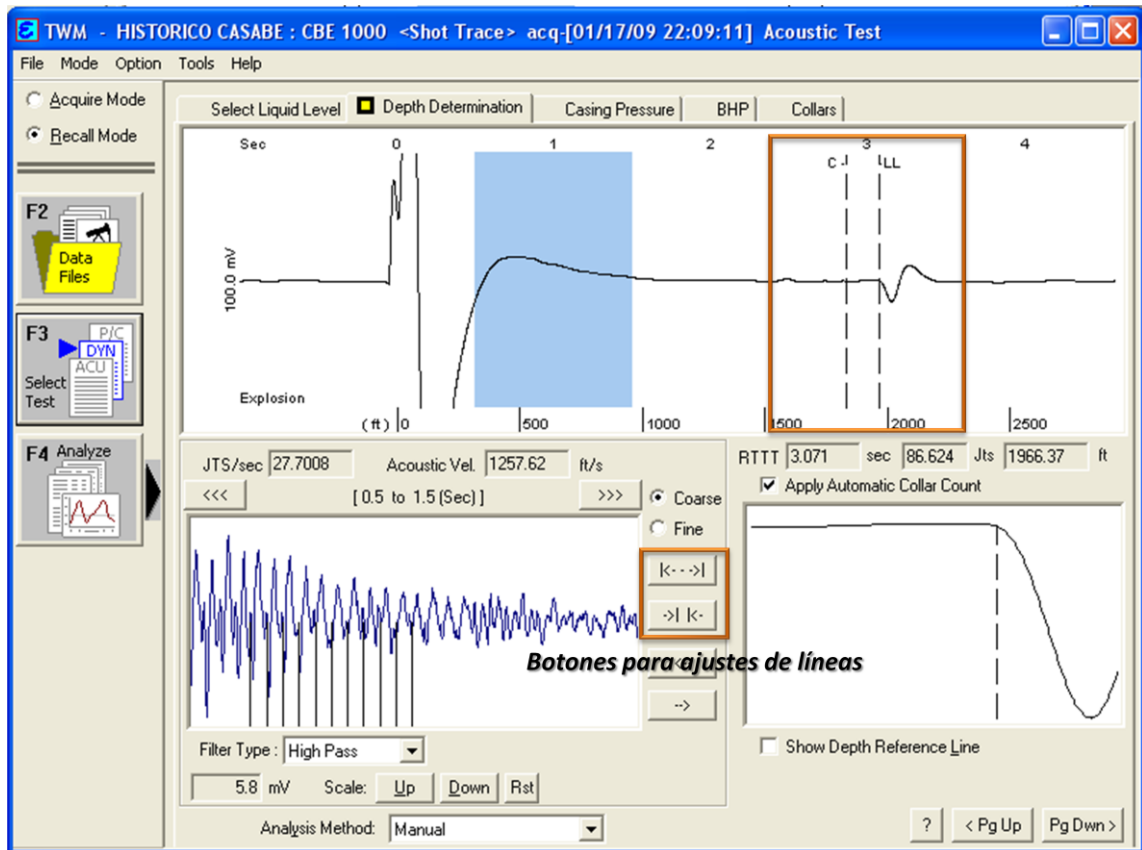 TWM - HISTORICO CASABE : CBE 1000 <Shot Trace> acq-[01/17/09 22:09:11] Acoustic Test
File Mode Option Tools Help
Acquire Mode
Recall Mode
F2
Data
Files
F3
P/C
DYN
ACU
Select
Test
F4 Analyze
Select Liquid Level Depth Determination Casing Pressure BHP Collars
Sec 0 1 2 3 4
C LL
100.0 mV
Explosion
(ft) 0 500 1000 1500 2000 2500
JTS/sec 27.7008 Acoustic Vel. 1257.62 ft/s
<<< [ 0.5 to 1.5 (Sec) ] >>>
Coarse
Fine
|<- - ->|
->| |<-
Botones para ajustes de líneas
-->
Filter Type : High Pass
5.8 mV Scale: Up Down Rst
Analysis Method: Manual
RTTT 3.071 sec 86.624 Jts 1966.37 ft
Apply Automatic Collar Count
Show Depth Reference Line
? < Pg Up Pg Dwn >